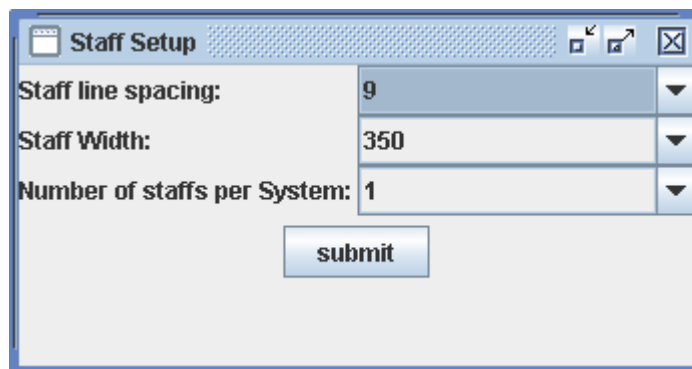 Staff Setup
Staff line spacing: 9
Staff Width: 350
Number of staffs per System: 1
submit